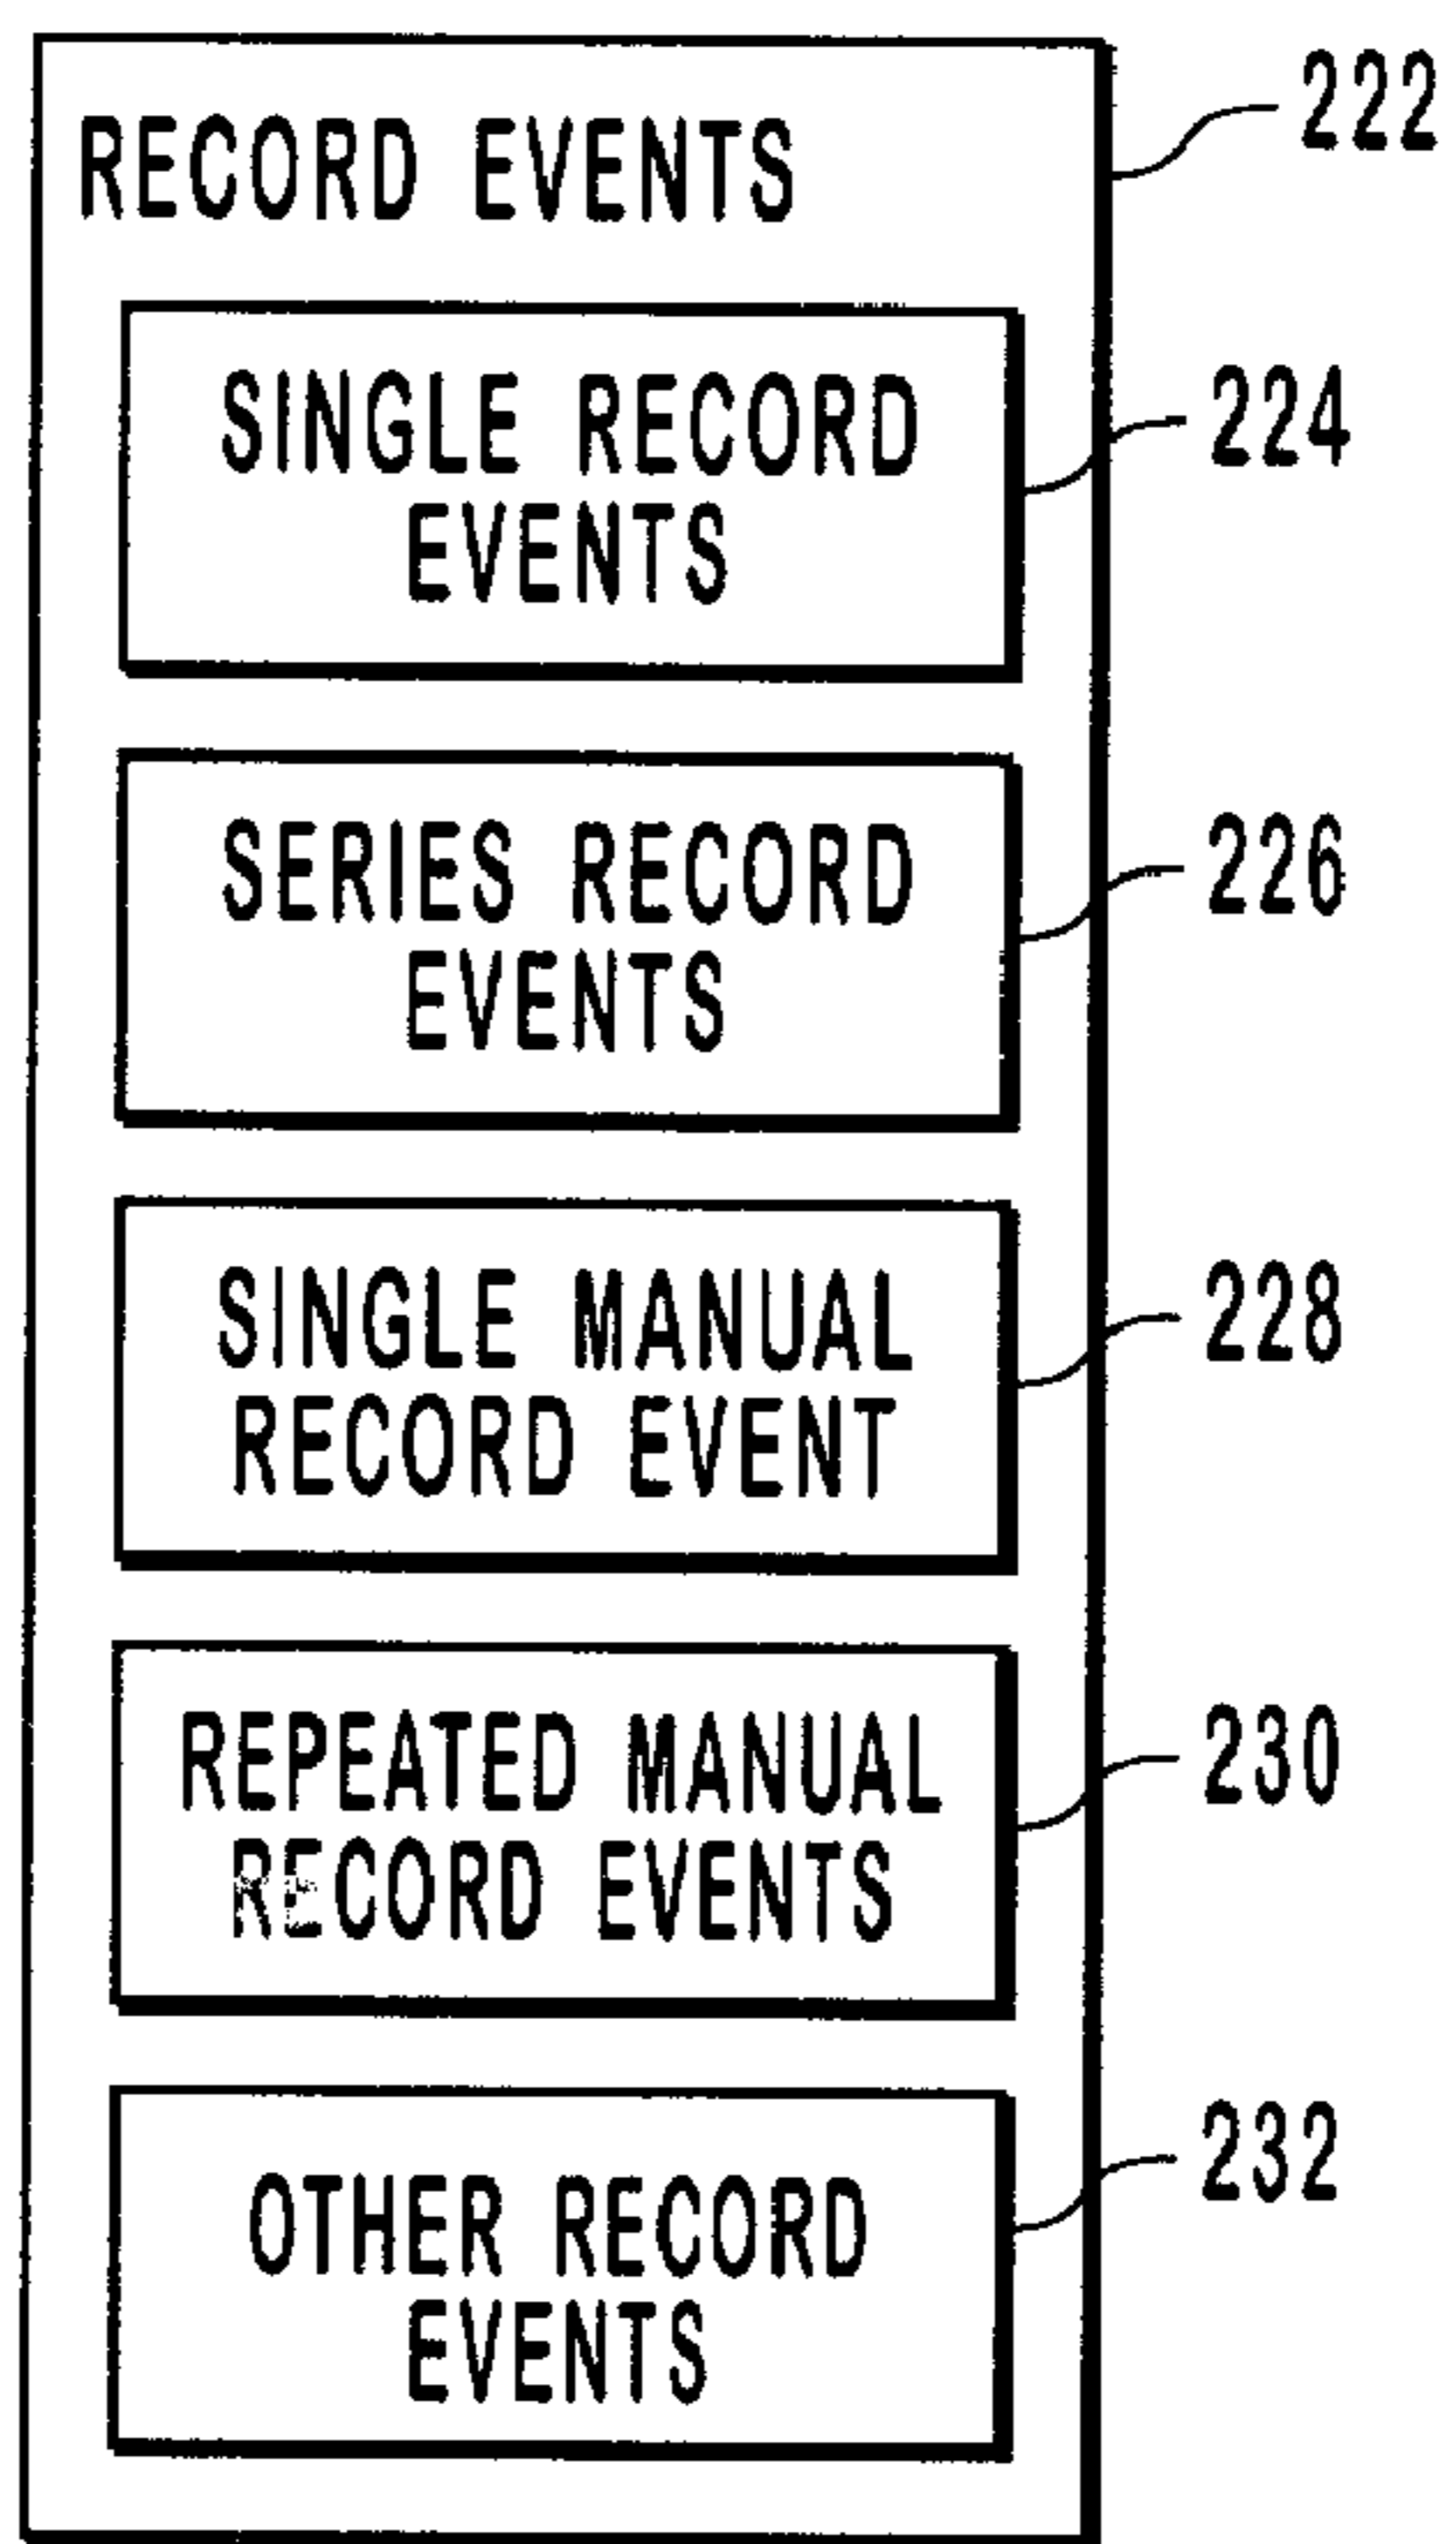 222
RECORD EVENTS
SINGLE RECORD
EVENTS
224
SERIES RECORD
EVENTS
226
SINGLE MANUAL
RECORD EVENT
228
REPEATED MANUAL
RECORD EVENTS
230
OTHER RECORD
EVENTS
232